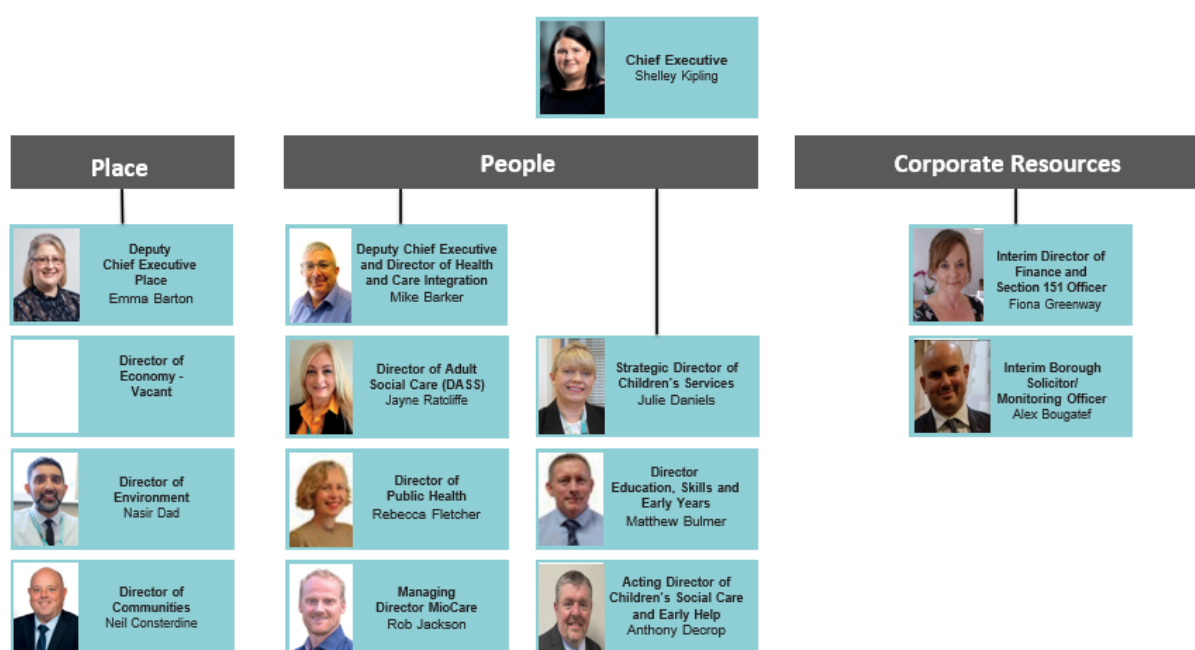 Chief Executive
Shelley Kipling
Place
People
Corporate Resources
Deputy
Chief Executive
Place
Emma Barton
Director of
Economy -
Vacant
Director of
Environment
Nasir Dad
Director of
Communities
Neil Consterdine
Deputy Chief Executive
and Director of Health
and Care Integration
Mike Barker
Director of Adult
Social Care (DASS)
Jayne Ratcliffe
Director of
Public Health
Rebecca Fletcher
Managing
Director MioCare
Rob Jackson
Strategic Director of
Children's Services
Julie Daniels
Director
Education, Skills and
Early Years
Matthew Bulmer
Acting Director of
Children's Social Care
and Early Help
Anthony Decrop
Interim Director of
Finance and
Section 151 Officer
Fiona Greenway
Interim Borough
Solicitor/
Monitoring Officer
Alex Bougatef